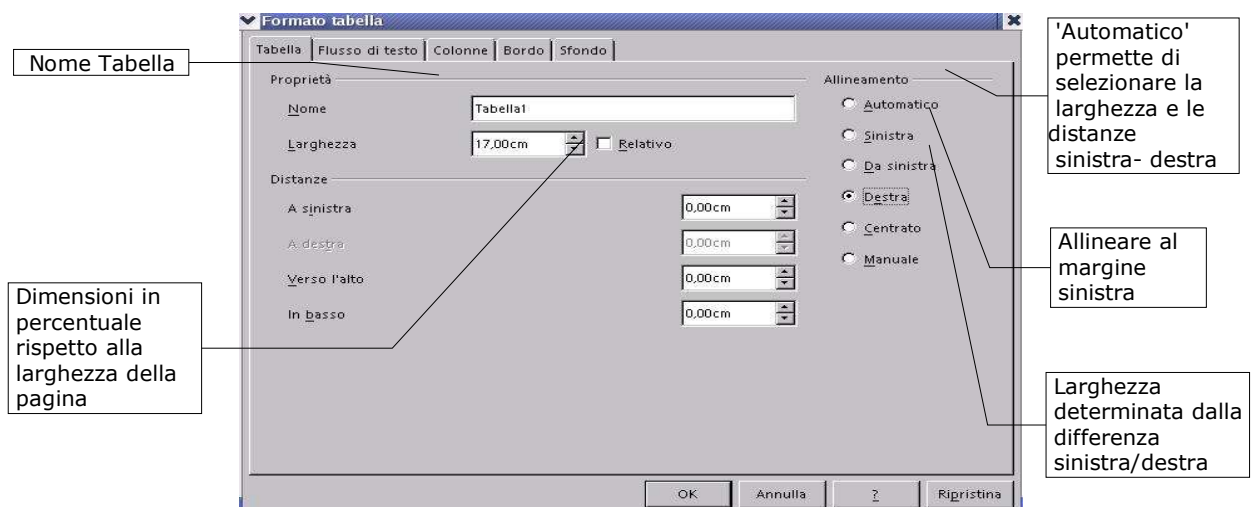 Formato tabella
Tabella Flusso di testo Colonne Bordo Sfondo
Nome Tabella
Proprietà
Nome Tabella1
Larghezza 17,00cm Relativo
Distanze
A sinistra 0,00cm
A destra 0,00cm
Verso l'alto 0,00cm
In basso 0,00cm
Allineamento
Automatico
Sinistra
Da sinistra
Destra
Centrato
Manuale
OK Annulla ? Ripristina
Dimensioni in
percentuale
rispetto alla
larghezza della
pagina
'Automatico'
permette di
selezionare la
larghezza e le
distanze
sinistra- destra
Allineare al
margine
sinistra
Larghezza
determinata dalla
differenza
sinistra/destra